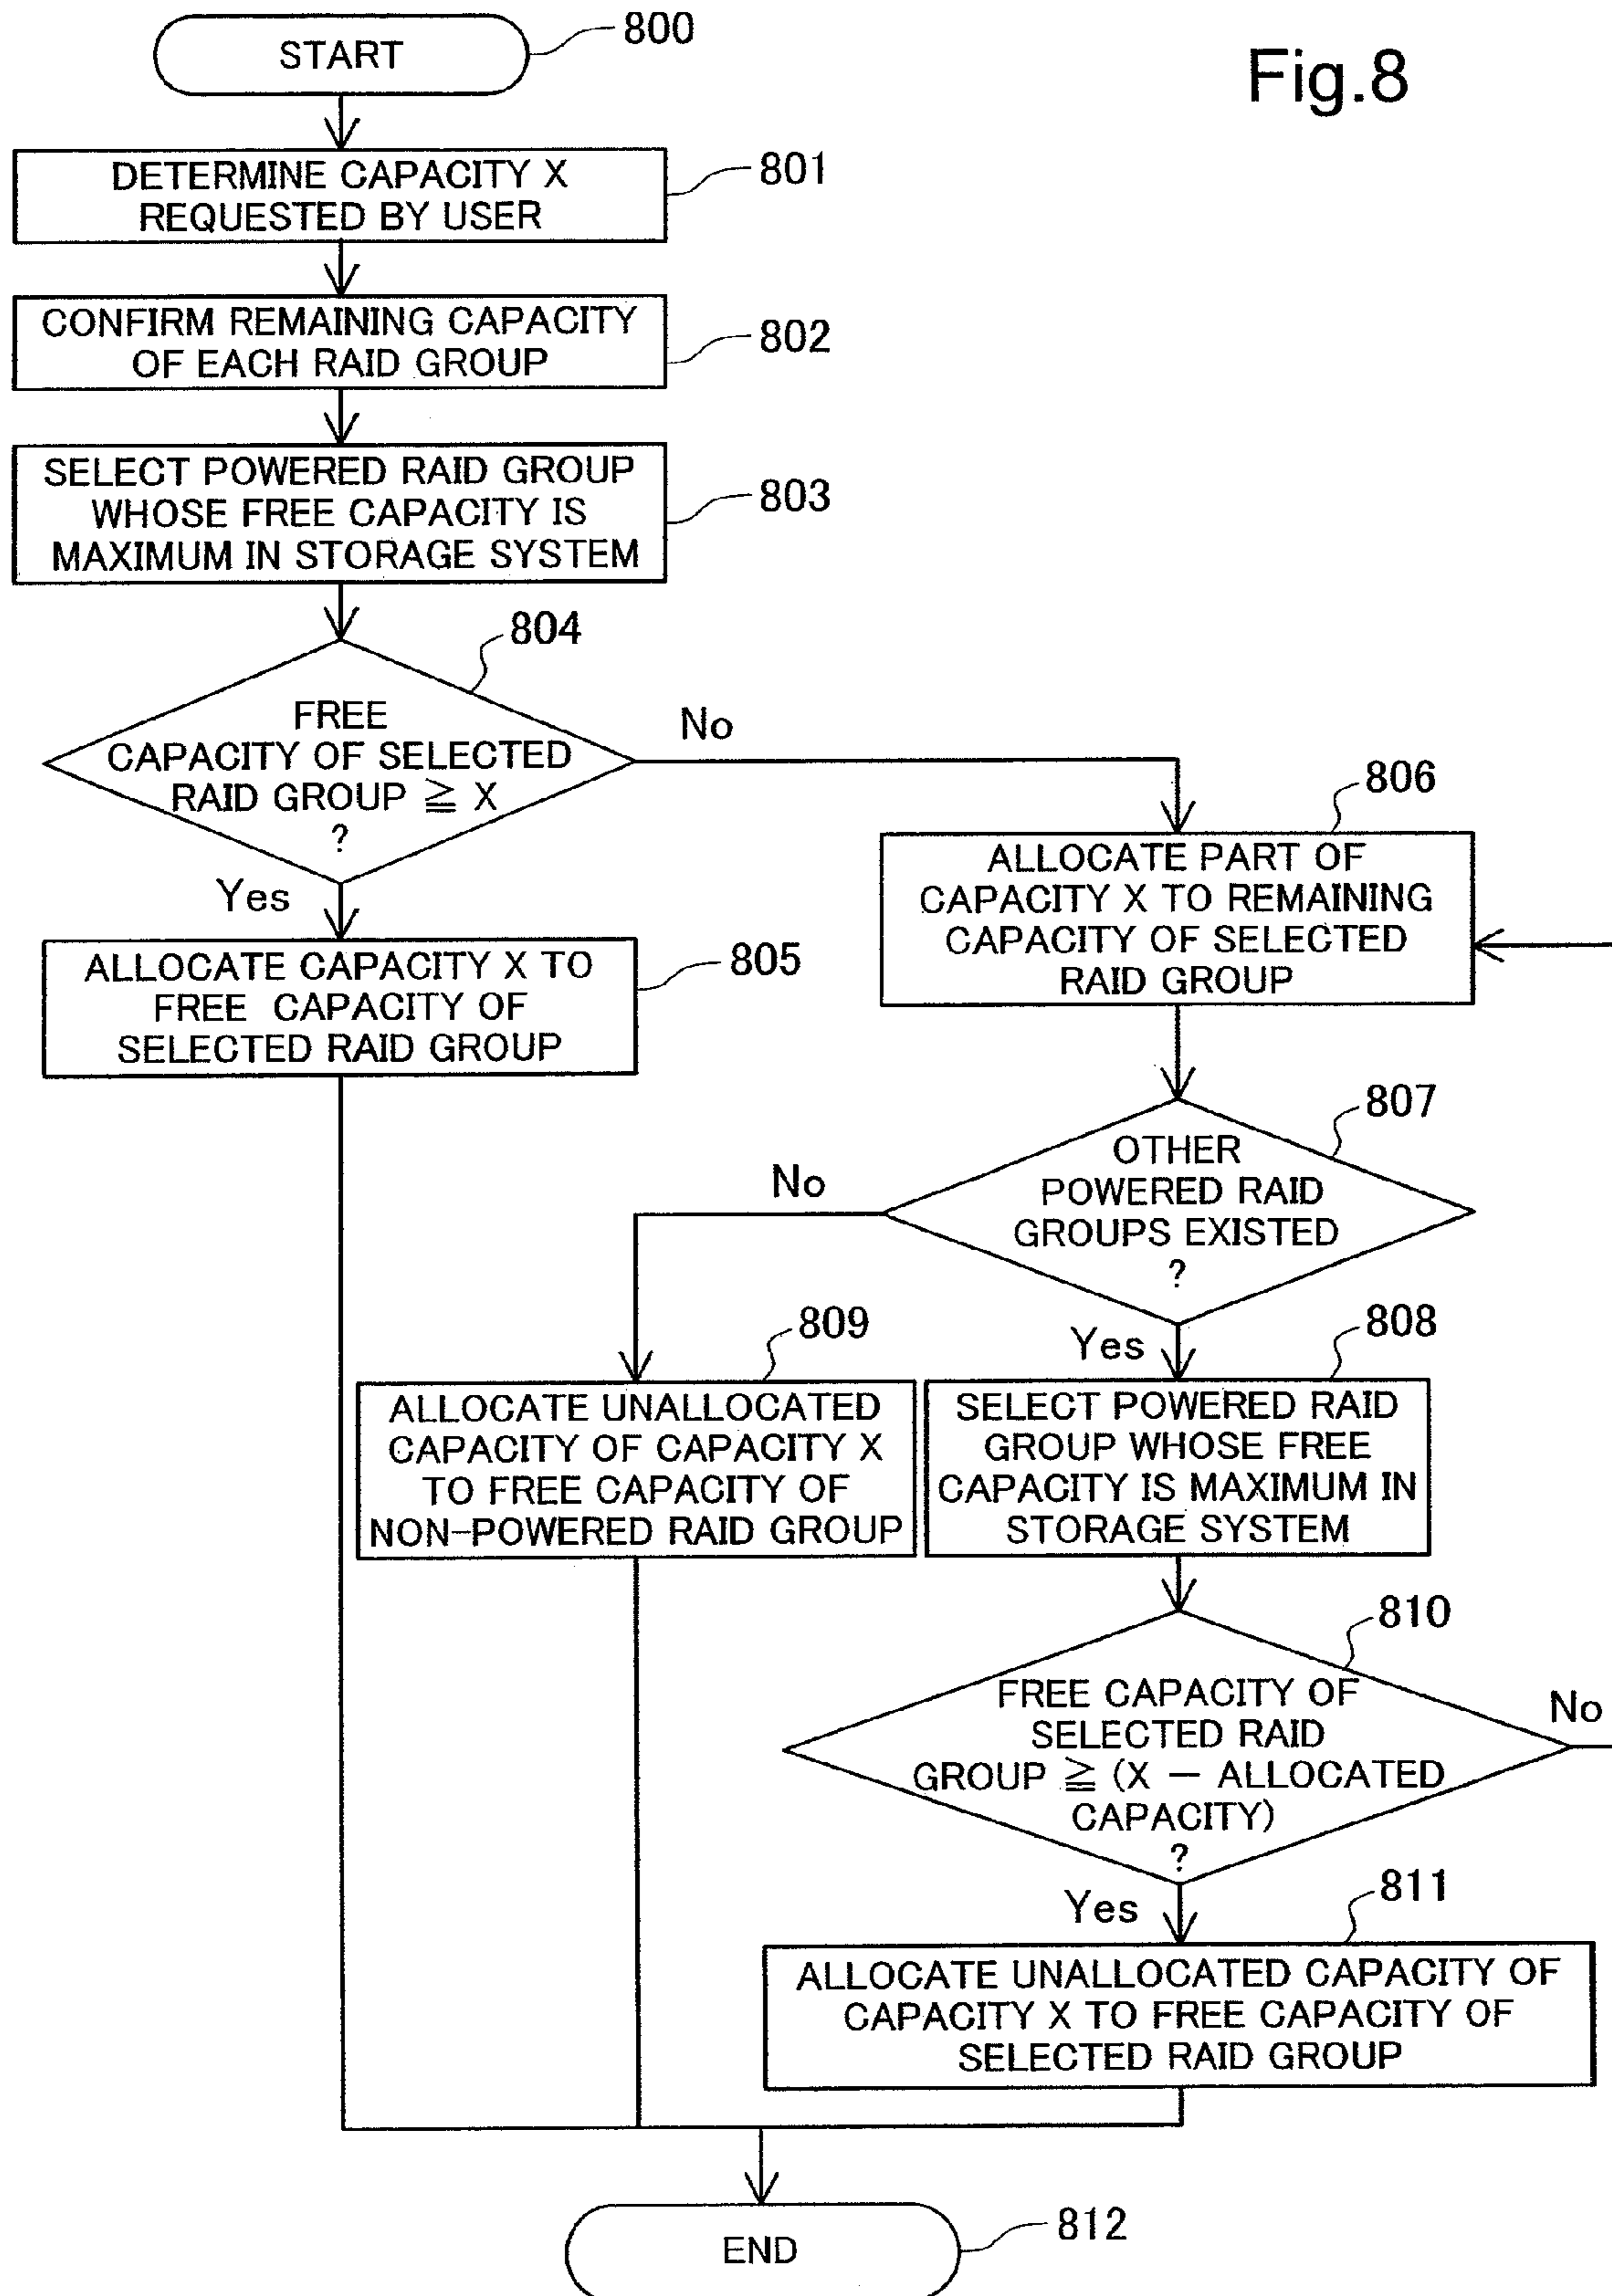 START
800
Fig.8
DETERMINE CAPACITY X
REQUESTED BY USER
801
CONFIRM REMAINING CAPACITY
OF EACH RAID GROUP
802
SELECT POWERED RAID GROUP
WHOSE FREE CAPACITY IS
MAXIMUM IN STORAGE SYSTEM
803
804
FREE
CAPACITY OF SELECTED
RAID GROUP ≧ X
?
No
Yes
ALLOCATE CAPACITY X TO
FREE CAPACITY OF
SELECTED RAID GROUP
805
806
ALLOCATE PART OF
CAPACITY X TO REMAINING
CAPACITY OF SELECTED
RAID GROUP
807
OTHER
POWERED RAID
GROUPS EXISTED
?
No
Yes
809
ALLOCATE UNALLOCATED
CAPACITY OF CAPACITY X
TO FREE CAPACITY OF
NON-POWERED RAID GROUP
808
SELECT POWERED RAID
GROUP WHOSE FREE
CAPACITY IS MAXIMUM IN
STORAGE SYSTEM
810
FREE CAPACITY OF
SELECTED RAID
GROUP ≧ (X — ALLOCATED
CAPACITY)
?
No
Yes
811
ALLOCATE UNALLOCATED CAPACITY OF
CAPACITY X TO FREE CAPACITY OF
SELECTED RAID GROUP
END
812